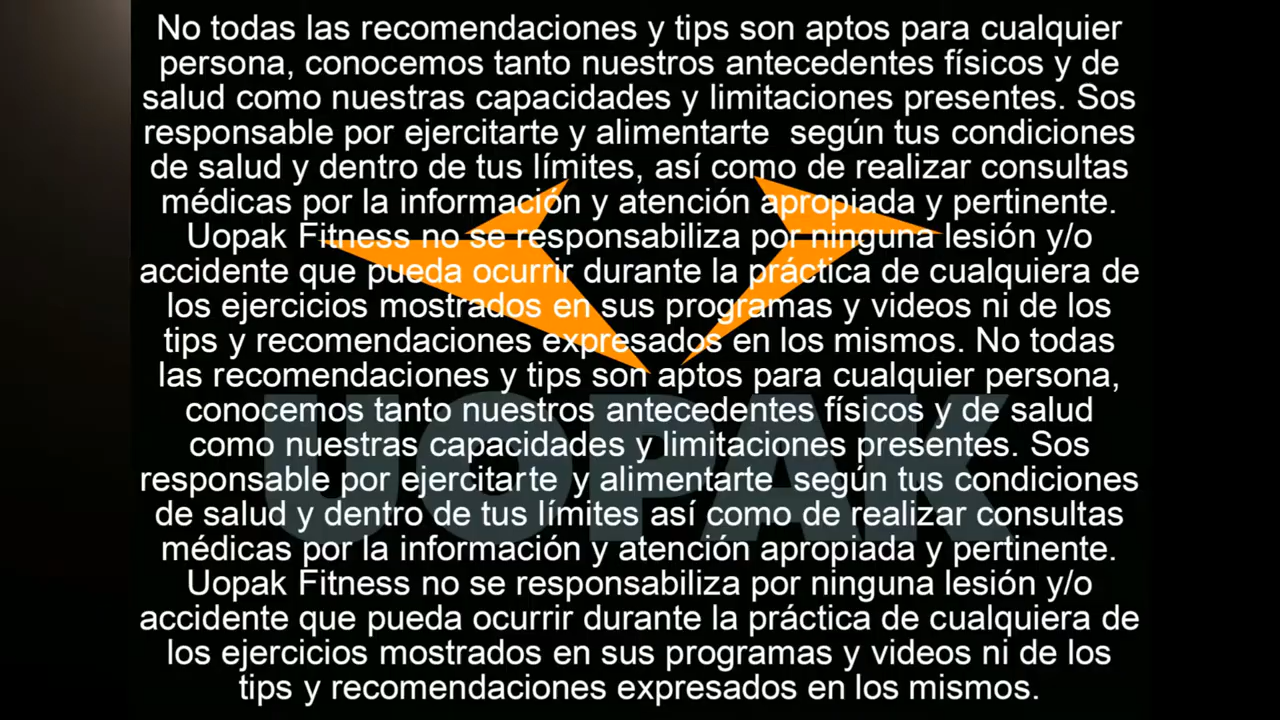 No todas las recomendaciones y tips son aptos para cualquier
persona, conocemos tanto nuestros antecedentes físicos y de
salud como nuestras capacidades y limitaciones presentes. Sos
responsable por ejercitarte y alimentarte  según tus condiciones
de salud y dentro de tus límites, así como de realizar consultas
médicas por la información y atención apropiada y pertinente.
Uopak Fitness no se responsabiliza por ninguna lesión y/o
accidente que pueda ocurrir durante la práctica de cualquiera de
los ejercicios mostrados en sus programas y videos ni de los
tips y recomendaciones expresados en los mismos. No todas
las recomendaciones y tips son aptos para cualquier persona,
conocemos tanto nuestros antecedentes físicos y de salud
como nuestras capacidades y limitaciones presentes. Sos
responsable por ejercitarte y alimentarte  según tus condiciones
de salud y dentro de tus límites así como de realizar consultas
médicas por la información y atención apropiada y pertinente.
Uopak Fitness no se responsabiliza por ninguna lesión y/o
accidente que pueda ocurrir durante la práctica de cualquiera de
los ejercicios mostrados en sus programas y videos ni de los
tips y recomendaciones expresados en los mismos.
UOPAK